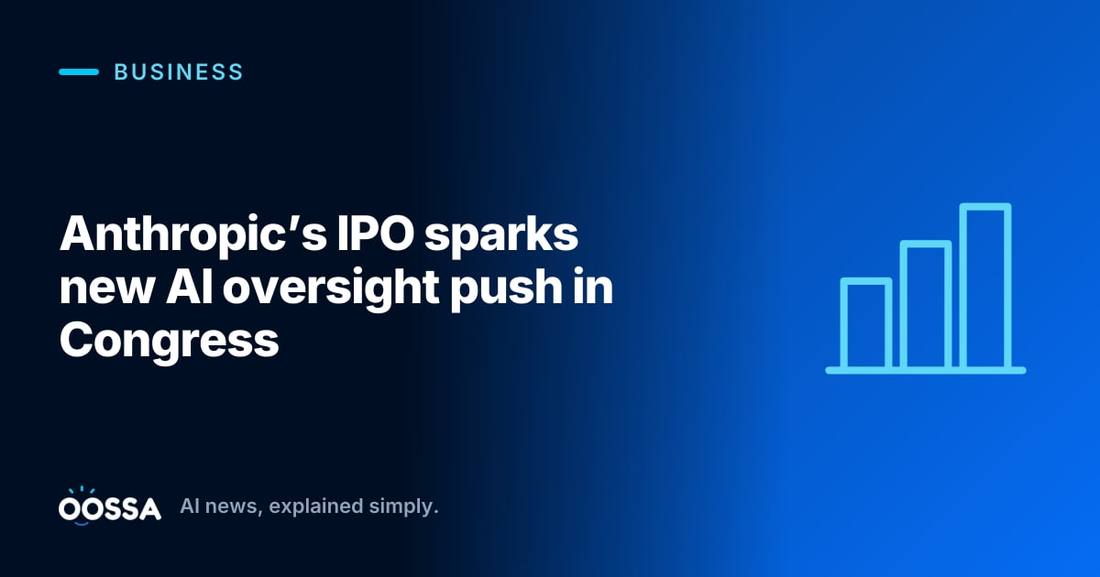 BUSINESS
Anthropic’s IPO sparks
new AI oversight push in
Congress
OOSSA
AI news, explained simply.